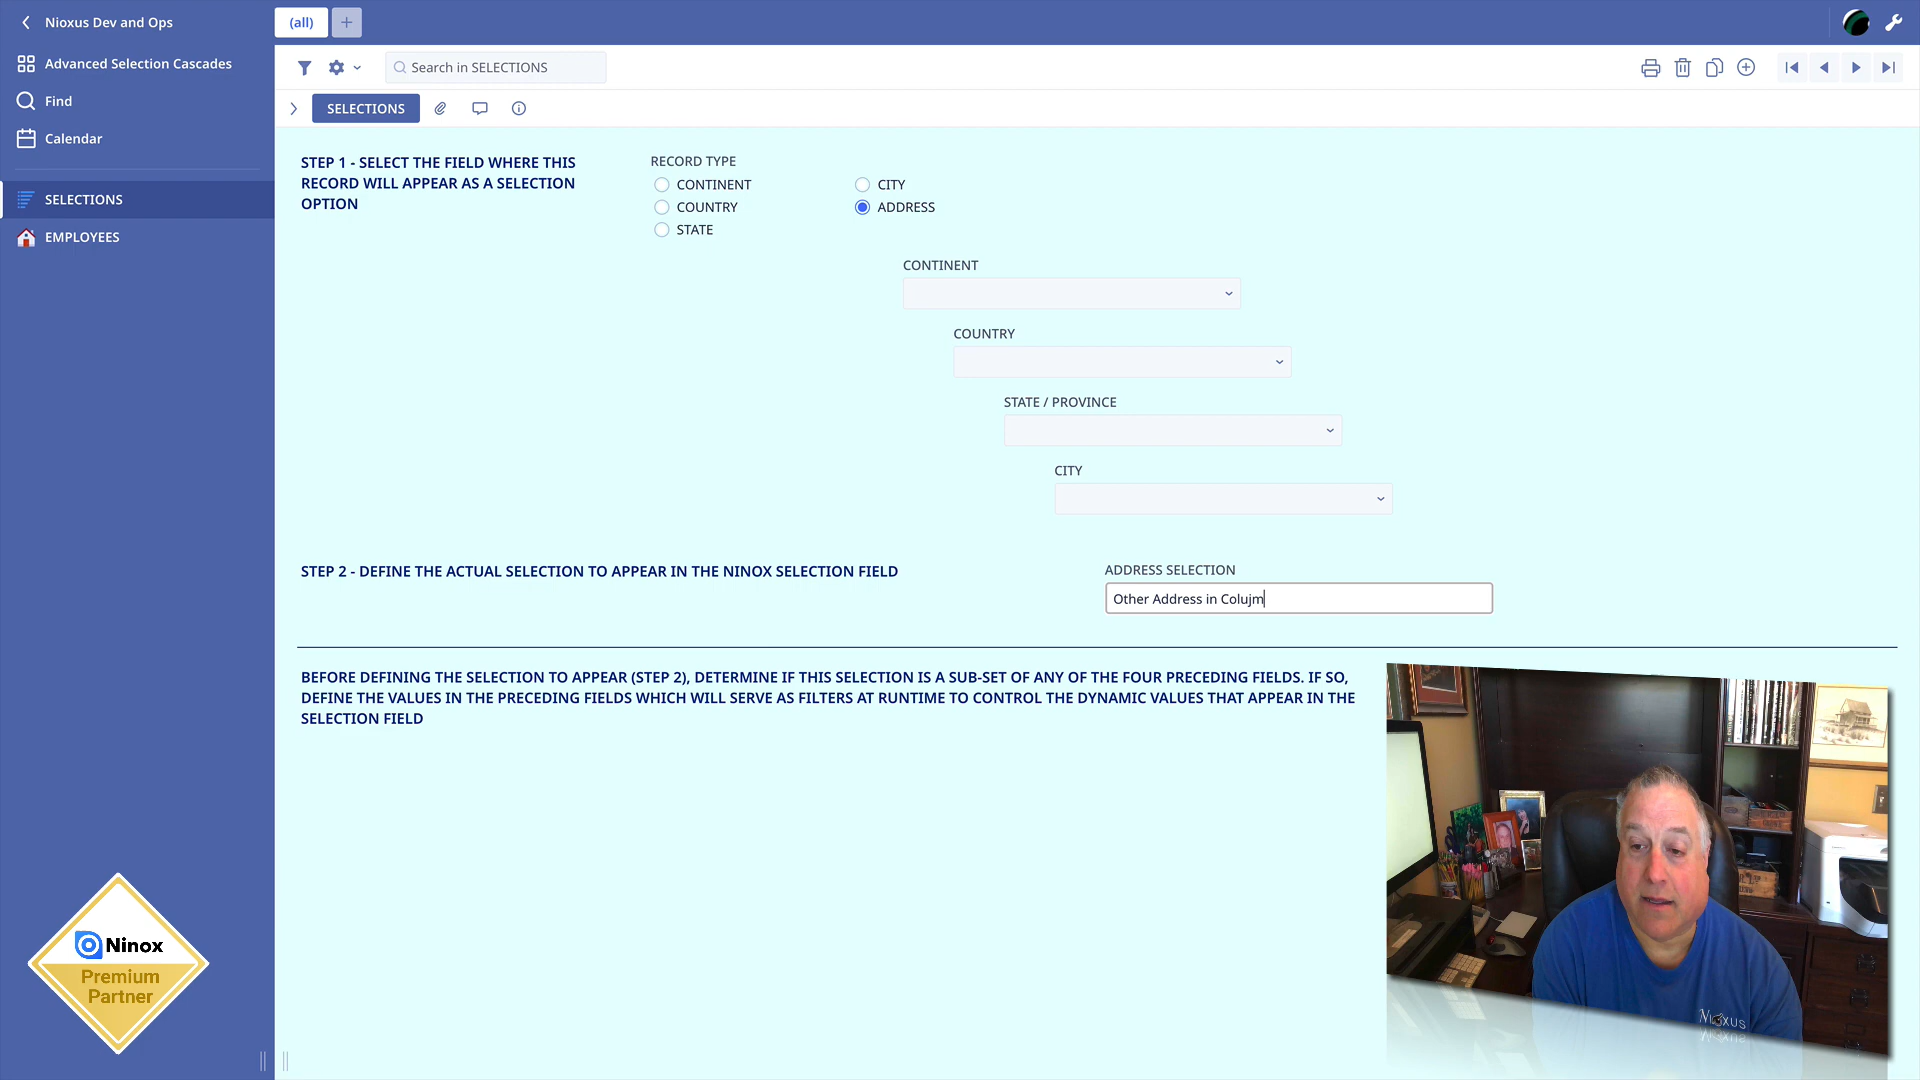 Nioxus Dev and Ops
(all)
Advanced Selection Cascades
Search in SELECTIONS
Find
SELECTIONS
Calendar
SELECTIONS
EMPLOYEES
STEP 1 - SELECT THE FIELD WHERE THIS
RECORD WILL APPEAR AS A SELECTION
OPTION
RECORD TYPE
CONTINENT
CITY
COUNTRY
ADDRESS
STATE
CONTINENT
COUNTRY
STATE / PROVINCE
CITY
STEP 2 - DEFINE THE ACTUAL SELECTION TO APPEAR IN THE NINOX SELECTION FIELD
ADDRESS SELECTION
Other Address in Colujm
BEFORE DEFINING THE SELECTION TO APPEAR (STEP 2), DETERMINE IF THIS SELECTION IS A SUB-SET OF ANY OF THE FOUR PRECEDING FIELDS. IF SO,
DEFINE THE VALUES IN THE PRECEDING FIELDS WHICH WILL SERVE AS FILTERS AT RUNTIME TO CONTROL THE DYNAMIC VALUES THAT APPEAR IN THE
SELECTION FIELD
Ninox
Premium
Partner